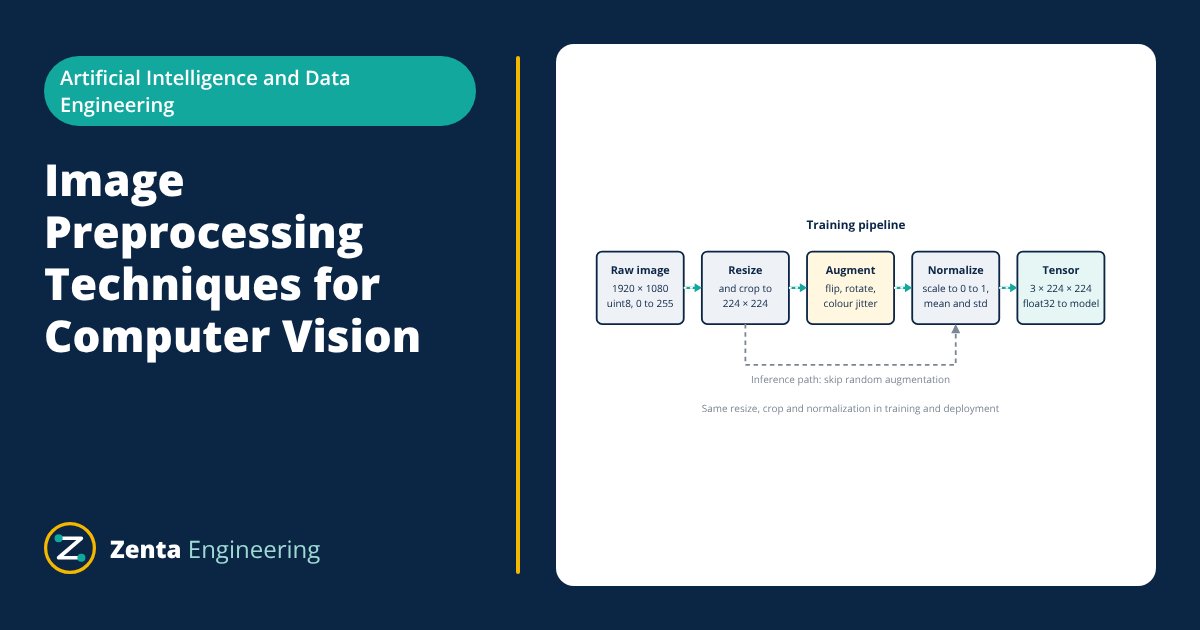 Artificial Intelligence and Data
Engineering
Image
Preprocessing
Techniques for
Computer Vision
Zenta Engineering
Training pipeline
Raw image
1920 × 1080
uint8, 0 to 255
Resize
and crop to
224 × 224
Augment
flip, rotate,
colour jitter
Normalize
scale to 0 to 1,
mean and std
Tensor
3 × 224 × 224
float32 to model
Inference path: skip random augmentation
Same resize, crop and normalization in training and deployment